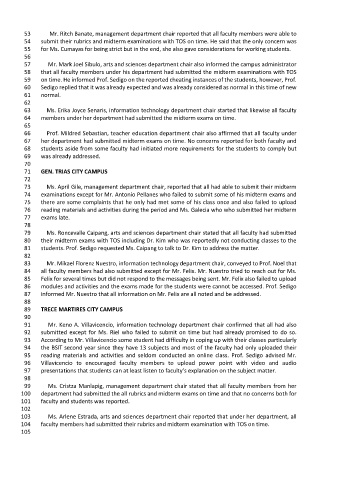 53 Mr. Ritch Banate, management department chair reported that all faculty members were able to
54 submit their rubrics and midterm examinations with TOS on time. He said that the only concern was
55 for Ms. Cumayas for being strict but in the end, she also gave considerations for working students.
56
57 Mr. Mark Joel Sibulo, arts and sciences department chair also informed the campus administrator
58 that all faculty members under his department had submitted the midterm examinations with TOS
59 on time. He informed Prof. Sedigo on the reported cheating instances of the students, however, Prof.
60 Sedigo replied that it was already expected and was already considered as normal in this time of new
61 normal.
62
63 Ms. Erika Joyce Senaris, information technology department chair started that likewise all faculty
64 members under her department had submitted the midterm exams on time.
65
66 Prof. Mildred Sebastian, teacher education department chair also affirmed that all faculty under
67 her department had submitted midterm exams on time. No concerns reported for both faculty and
68 students aside from some faculty had initiated more requirements for the students to comply but
69 was already addressed.
70
71 GEN. TRIAS CITY CAMPUS
72
73 Ms. April Gile, management department chair, reported that all had able to submit their midterm
74 examinations except for Mr. Antonio Pellanes who failed to submit some of his midterm exams and
75 there are some complaints that he only had met some of his class once and also failed to upload
76 reading materials and activities during the period and Ms. Galecia who who submitted her midterm
77 exams late.
78
79 Ms. Roncevalle Caipang, arts and sciences department chair stated that all faculty had submitted
80 their midterm exams with TOS including Dr. Kim who was reportedly not conducting classes to the
81 students. Prof. Sedigo requested Ms. Caipang to talk to Dr. Kim to address the matter.
82
83 Mr. Mikael Florenz Nuestro, information technology department chair, conveyed to Prof. Noel that
84 all faculty members had also submitted except for Mr. Felix. Mr. Nuestro tried to reach out for Ms.
85 Felix for several times but did not respond to the messages being sent. Mr. Felix also failed to upload
86 modules and activities and the exams made for the students were cannot be accessed. Prof. Sedigo
87 informed Mr. Nuestro that all information on Mr. Felix are all noted and be addressed.
88
89 TRECE MARTIRES CITY CAMPUS
90
91 Mr. Keno A. Villavicencio, information technology department chair confirmed that all had also
92 submitted except for Ms. Riel who failed to submit on time but had already promised to do so.
93 According to Mr. Villavicencio some student had difficulty in coping up with their classes particularly
94 the BSIT second year since they have 13 subjects and most of the faculty had only uploaded their
95 reading materials and activities and seldom conducted an online class. Prof. Sedigo advised Mr.
96 Villavicencio to encouraged faculty members to upload power point with video and audio
97 presentations that students can at least listen to faculty's explanation on the subject matter.
98
99 Ms. Cristza Manlapig, management department chair stated that all faculty members from her
100 department had submitted the all rubrics and midterm exams on time and that no concerns both for
101 faculty and students was reported.
102
103 Ms. Arlene Estrada, arts and sciences department chair reported that under her department, all
104 faculty members had submitted their rubrics and midterm examination with TOS on time.
105